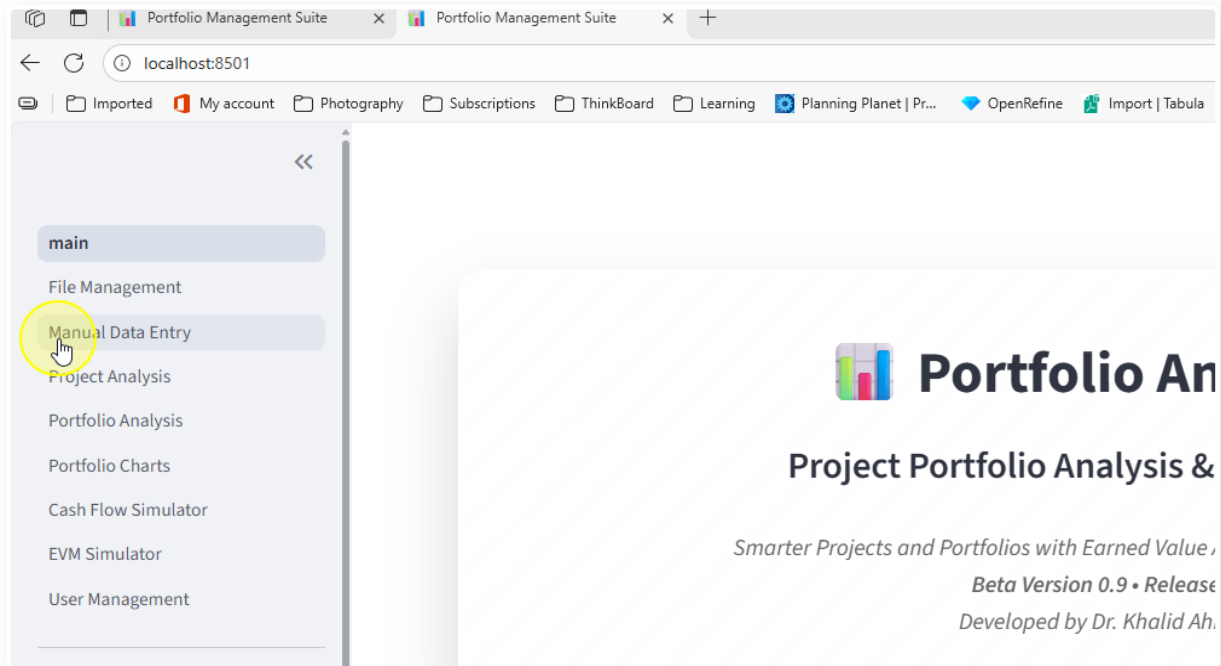 Portfolio Management Suite
Portfolio Management Suite
localhost:8501
Imported My account Photography Subscriptions ThinkBoard Learning Planning Planet | Pr... OpenRefine Import | Tabula
main
File Management
Manual Data Entry
Project Analysis
Portfolio Analysis
Portfolio Charts
Cash Flow Simulator
EVM Simulator
User Management
Portfolio An
Project Portfolio Analysis &
Smarter Projects and Portfolios with Earned Value
Beta Version 0.9 • Release
Developed by Dr. Khalid Ah